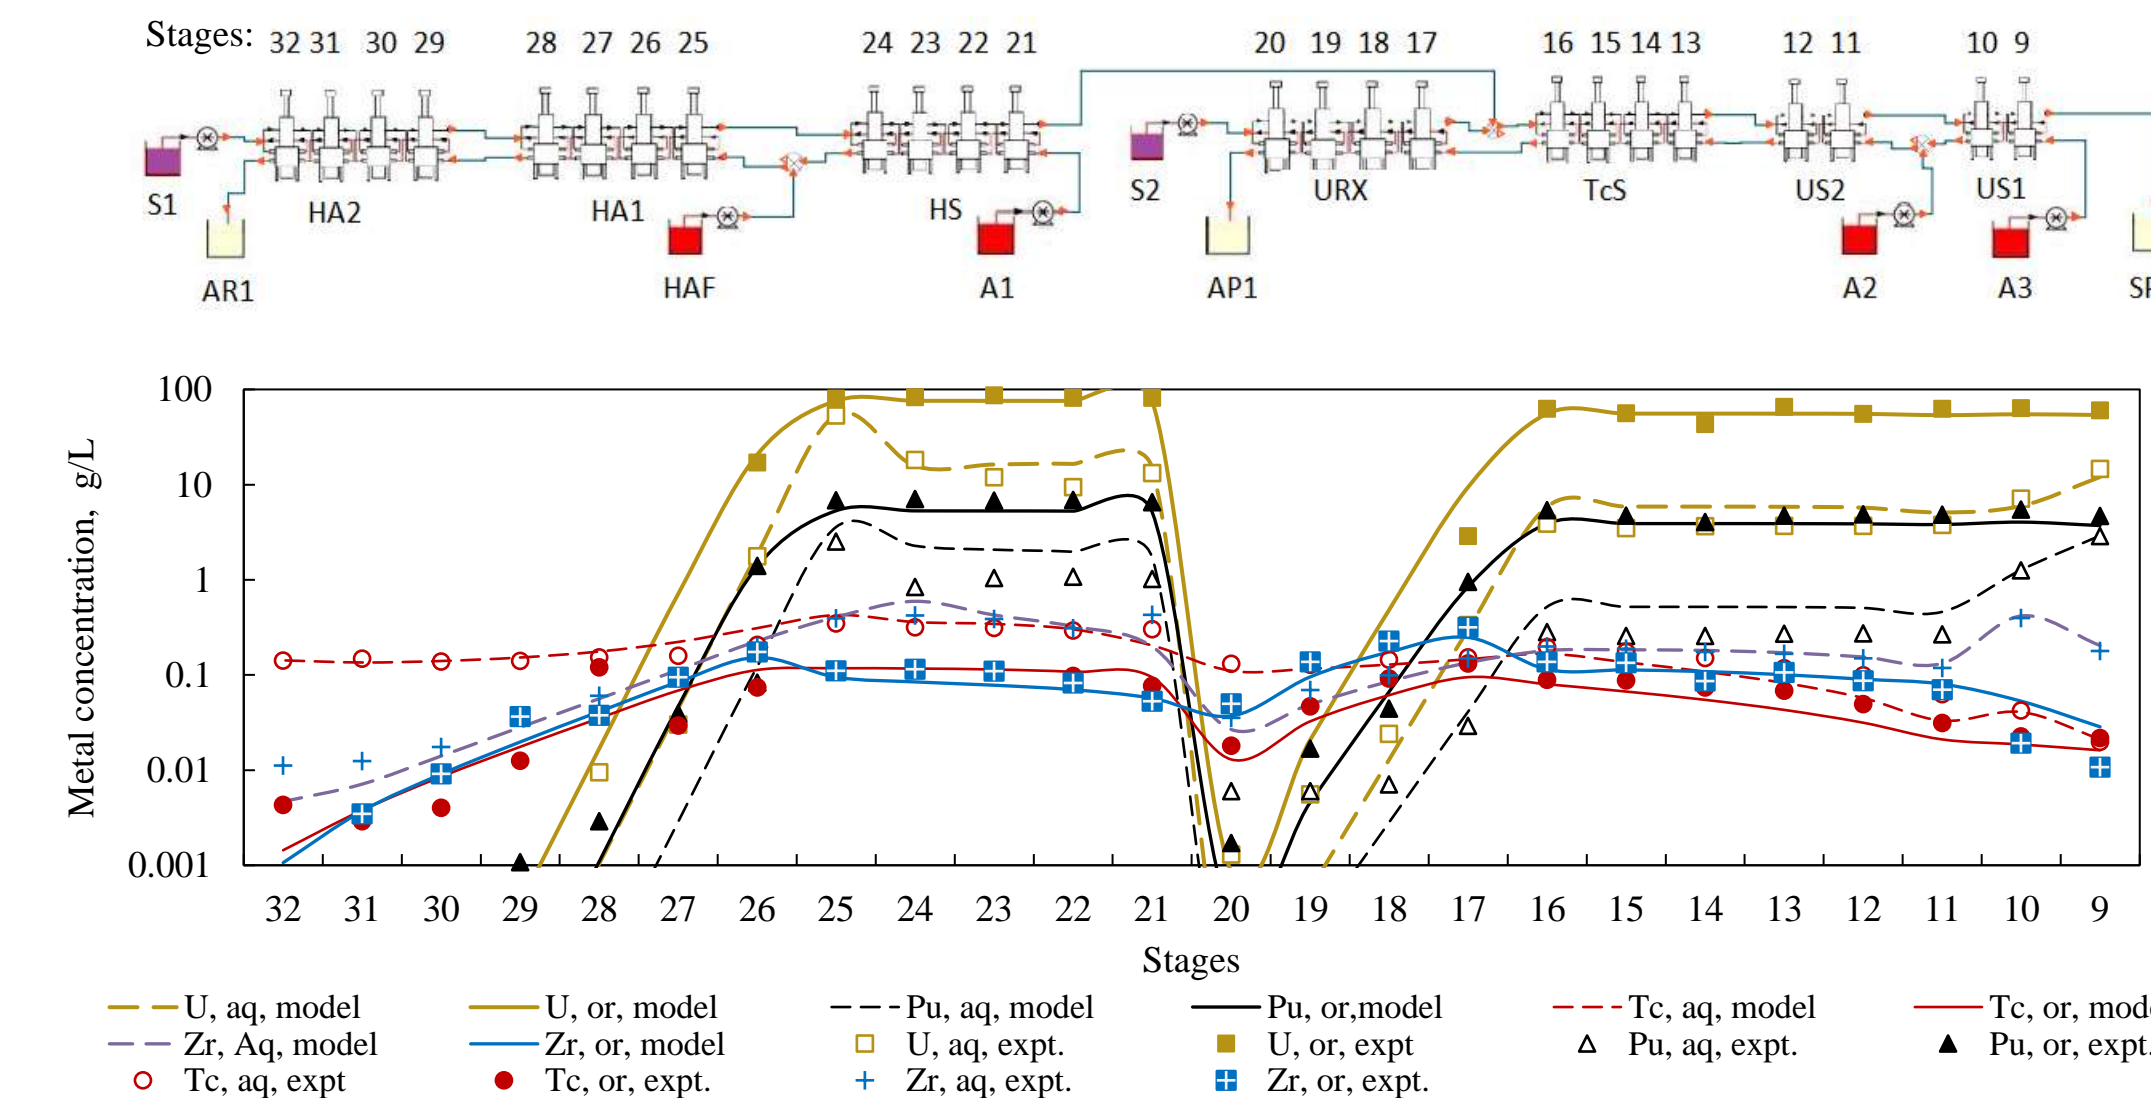 Stages: 32 31 30 29 28 27 26 25 24 23 22 21 20 19 18 17 16 15 14 13 12 11 10 9
S1 HA2 HA1 HS S2 URX TcS US2 US1
AR1 HAF A1 AP1 A2 A3
100
10
1
0.1
0.01
0.001
Metal concentration, g/L
32 31 30 29 28 27 26 25 24 23 22 21 20 19 18 17 16 15 14 13 12 11 10 9
Stages
U, aq, model U, or, model Pu, aq, model Pu, or,model Tc, aq, model Tc, or, mode
Zr, Aq, model Zr, or, model U, aq, expt. U, or, expt Pu, aq, expt. Pu, or, expt.
Tc, aq, expt Tc, or, expt. Zr, aq, expt. Zr, or, expt.